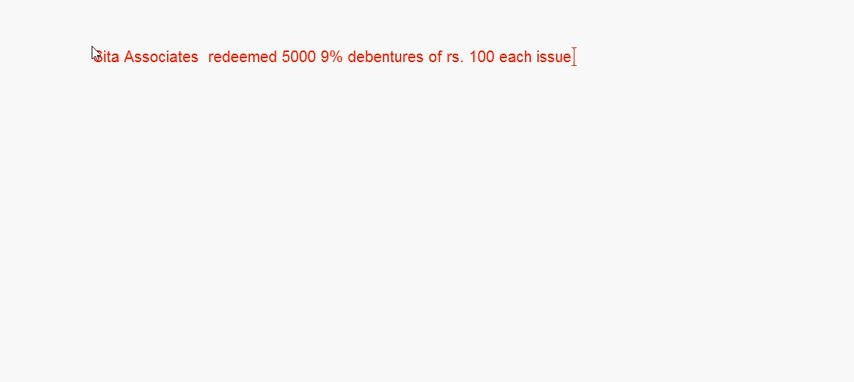 Sita Associates  redeemed 5000 9% debentures of rs. 100 each issue